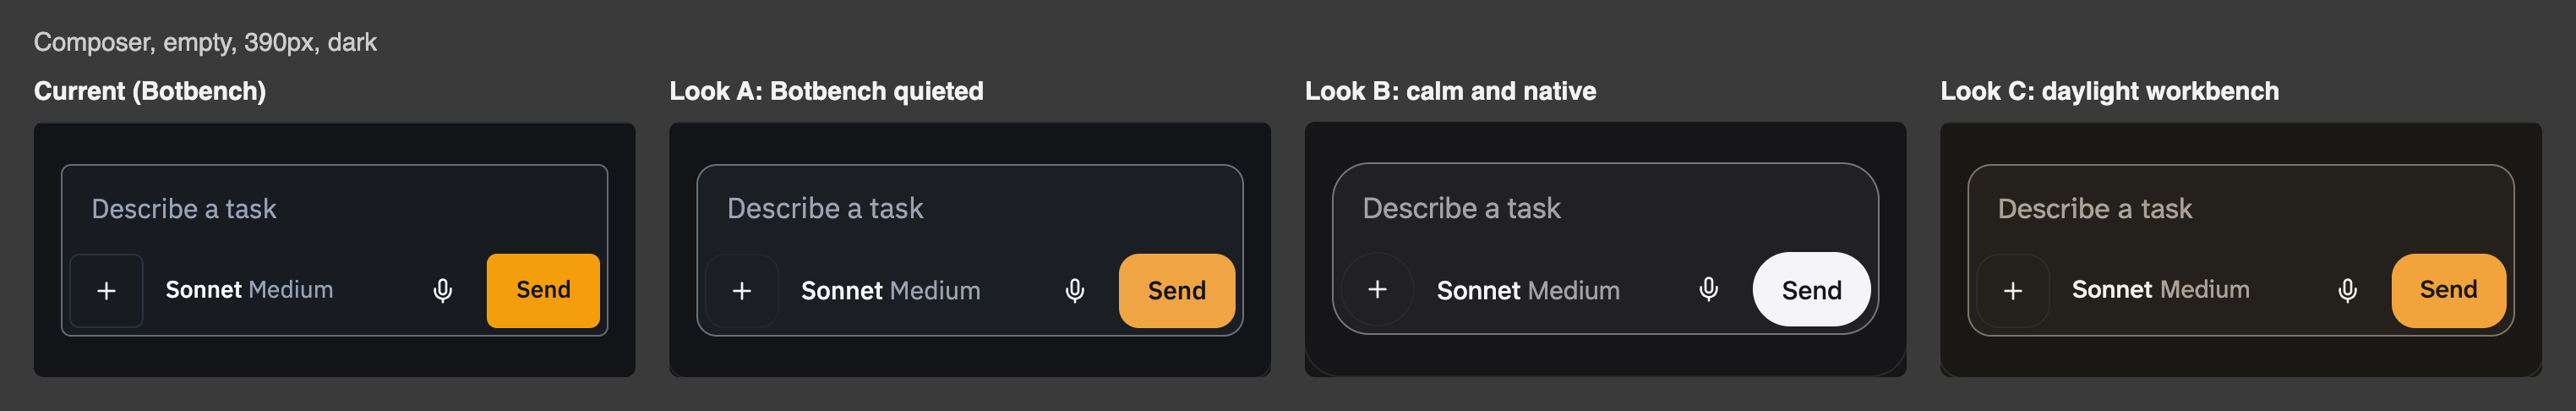 Composer, empty, 390px, dark
Current (Botbench)
Look A: Botbench quieted
Look B: calm and native
Look C: daylight workbench
Describe a task
Describe a task
Describe a task
Describe a task
+ Sonnet Medium Send
+ Sonnet Medium Send
+ Sonnet Medium Send
+ Sonnet Medium Send